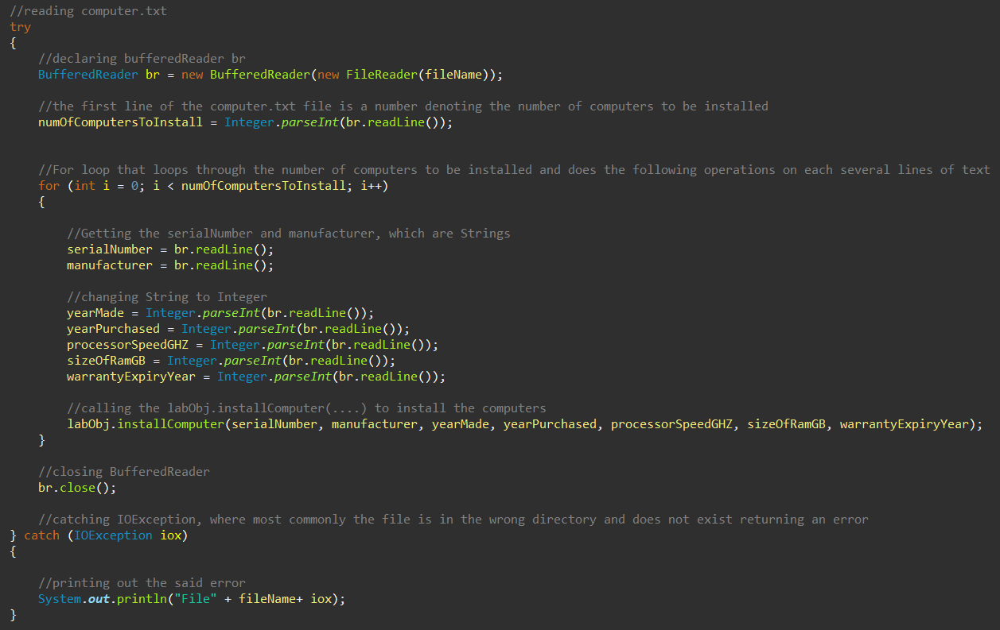 //reading computer.txt
try
{
//declaring bufferedReader br
BufferedReader br = new BufferedReader(new FileReader(fileName));
//the first line of the computer.txt file is a number denoting the number of computers to be installed
numOfComputersToInstall = Integer.parseInt(br.readLine());
//For loop that loops through the number of computers to be installed and does the following operations on each several lines of text
for (int i = 0; i < numOfComputersToInstall; i++)
{
//Getting the serialNumber and manufacturer, which are Strings
serialNumber = br.readLine();
manufacturer = br.readLine();
//changing String to Integer
yearMade = Integer.parseInt(br.readLine());
yearPurchased = Integer.parseInt(br.readLine());
processorSpeedGHZ = Integer.parseInt(br.readLine());
sizeOfRamGB = Integer.parseInt(br.readLine());
warrantyExpiryYear = Integer.parseInt(br.readLine());
//calling the labObj.installComputer(....) to install the computers
labObj.installComputer(serialNumber, manufacturer, yearMade, yearPurchased, processorSpeedGHZ, sizeOfRamGB, warrantyExpiryYear);
}
//closing BufferedReader
br.close();
//catching IOException, where most commonly the file is in the wrong directory and does not exist returning an error
} catch (IOException iox)
{
//printing out the said error
System.out.println("File" + fileName+ iox);
}